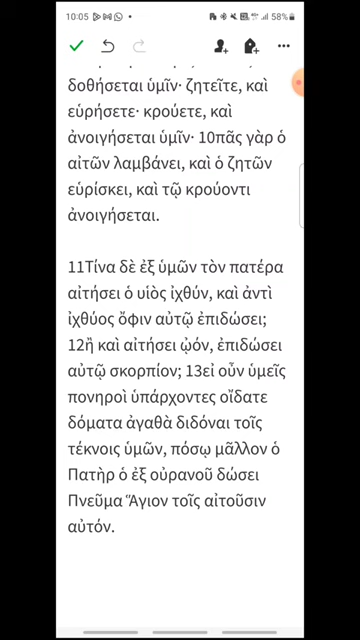 10:05
58%
δοθήσεται ὑμῖν· ζητεῖτε, καὶ
εὑρήσετε· κρούετε, καὶ
ἀνοιγήσεται ὑμῖν· 10πᾶς γὰρ ὁ
αἰτῶν λαμβάνει, καὶ ὁ ζητῶν
εὑρίσκει, καὶ τῷ κρούοντι
ἀνοιγήσεται.
11Τίνα δὲ ἐξ ὑμῶν τὸν πατέρα
αἰτήσει ὁ υἱὸς ἰχθύν, καὶ ἀντὶ
ἰχθύος ὄφιν αὐτῷ ἐπιδώσει;
12ἢ καὶ αἰτήσει ᾠόν, ἐπιδώσει
αὐτῷ σκορπίον; 13εἰ οὖν ὑμεῖς
πονηροὶ ὑπάρχοντες οἴδατε
δόματα ἀγαθὰ διδόναι τοῖς
τέκνοις ὑμῶν, πόσῳ μᾶλλον ὁ
Πατὴρ ὁ ἐξ οὐρανοῦ δώσει
Πνεῦμα Ἅγιον τοῖς αἰτοῦσιν
αὐτόν.